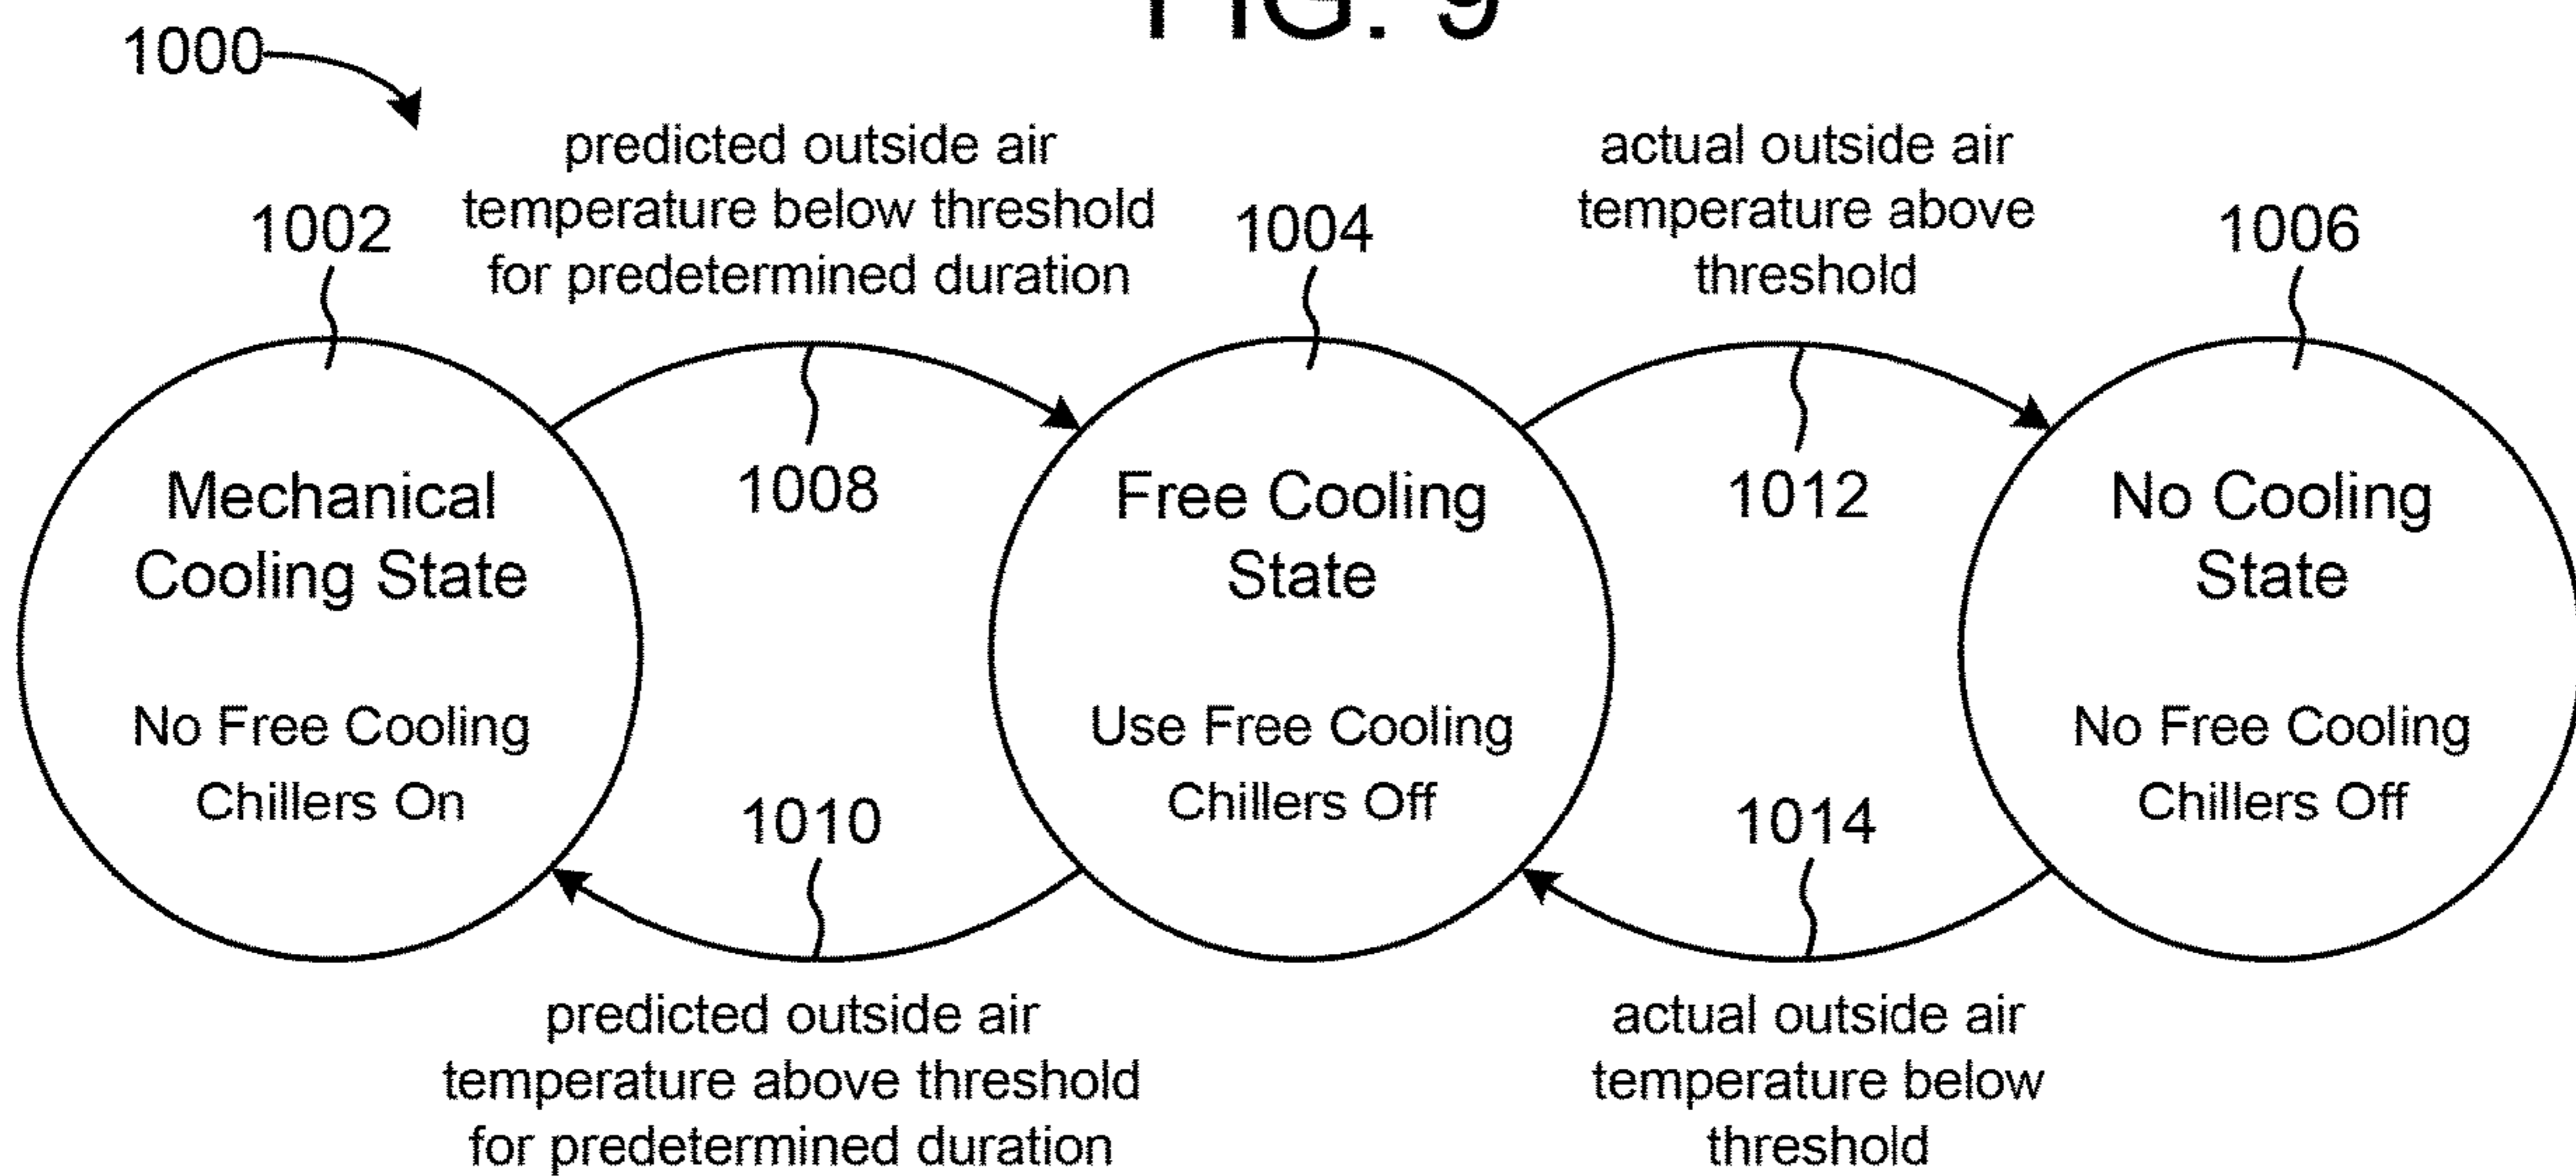 FIG. 9
1000
predicted outside air
temperature below threshold
for predetermined duration
actual outside air
temperature above
threshold
1002
1004
1006
1008
1012
Mechanical
Cooling State
No Free Cooling
Chillers On
Free Cooling
State
Use Free Cooling
Chillers Off
No Cooling
State
No Free Cooling
Chillers Off
1010
1014
predicted outside air
temperature above threshold
for predetermined duration
actual outside air
temperature below
threshold